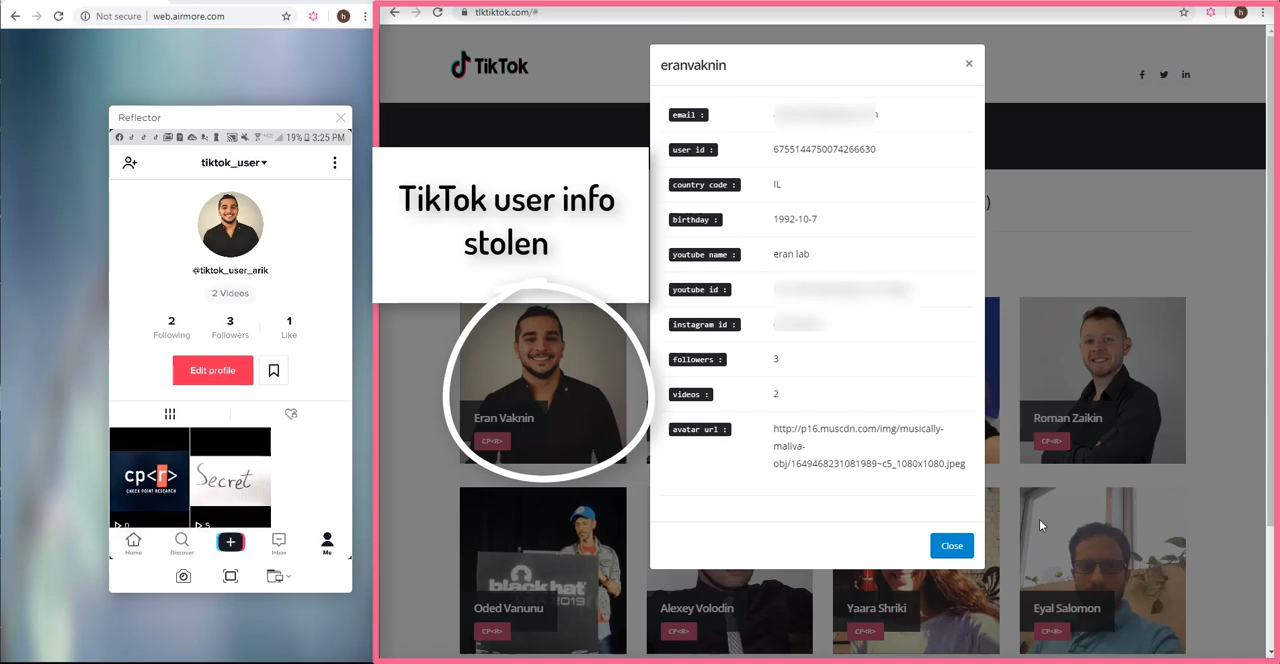 Not secure
web.airmore.com
h
Reflector
19% 3:25 PM
tiktok_user
@tiktok_user_arik
2 Videos
2
Following
3
Followers
1
Like
Edit profile
cp<r>
CHECK POINT RESEARCH
Secret
0
5
Home
Discover
Inbox
Me
TikTok user info
stolen
tlktiktok.com/#
h
TikTok
)
eranvaknin
×
email :
user id :
6755144750074266630
country code :
IL
birthday :
1992-10-7
youtube name :
eran lab
youtube id :
instagram id :
followers :
3
videos :
2
avatar url :
http://p16.muscdn.com/img/musically-
maliva-
obj/1649468231081989~c5_1080x1080.jpeg
Close
Eran Vaknin
CP<R>
Roman Zaikin
CP<R>
black hat
USA 2019
Oded Vanunu
CP<R>
Alexey Volodin
CP<R>
Yaara Shriki
CP<R>
Eyal Salomon
CP<R>